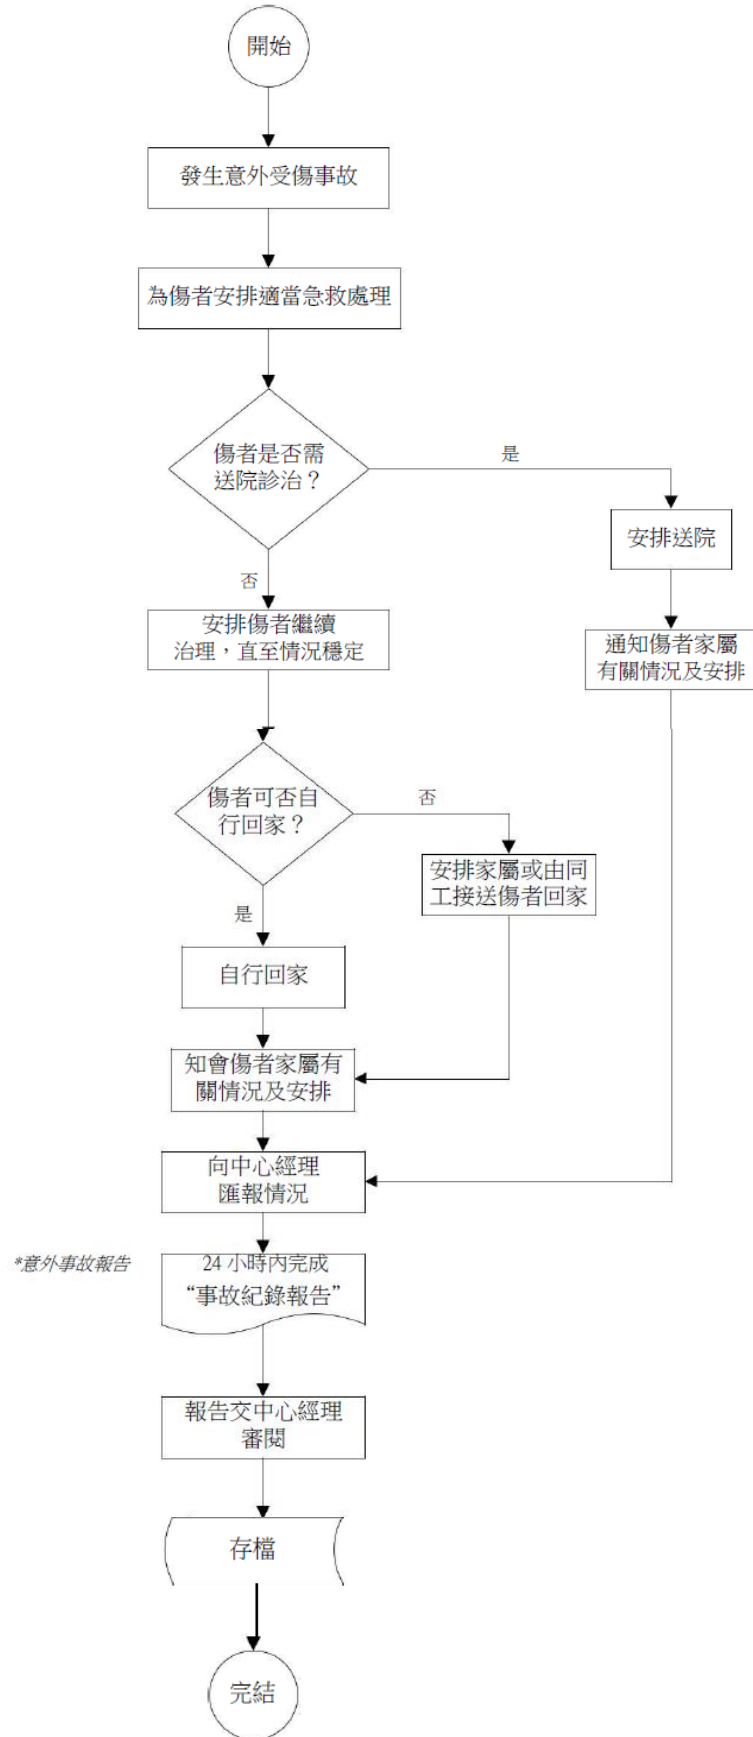 開始
發生意外受傷事故
為傷者安排適當急救處理
傷者是否需
送院診治？
是
安排送院
否
安排傷者繼續
治理，直至情況穩定
通知傷者家屬
有關情況及安排
傷者可否自
行回家？
否
安排家屬或由同
工接送傷者回家
是
自行回家
知會傷者家屬有
關情況及安排
向中心經理
匯報情況
*意外事故報告
24 小時內完成
“事故紀錄報告”
報告交中心經理
審閱
存檔
完結